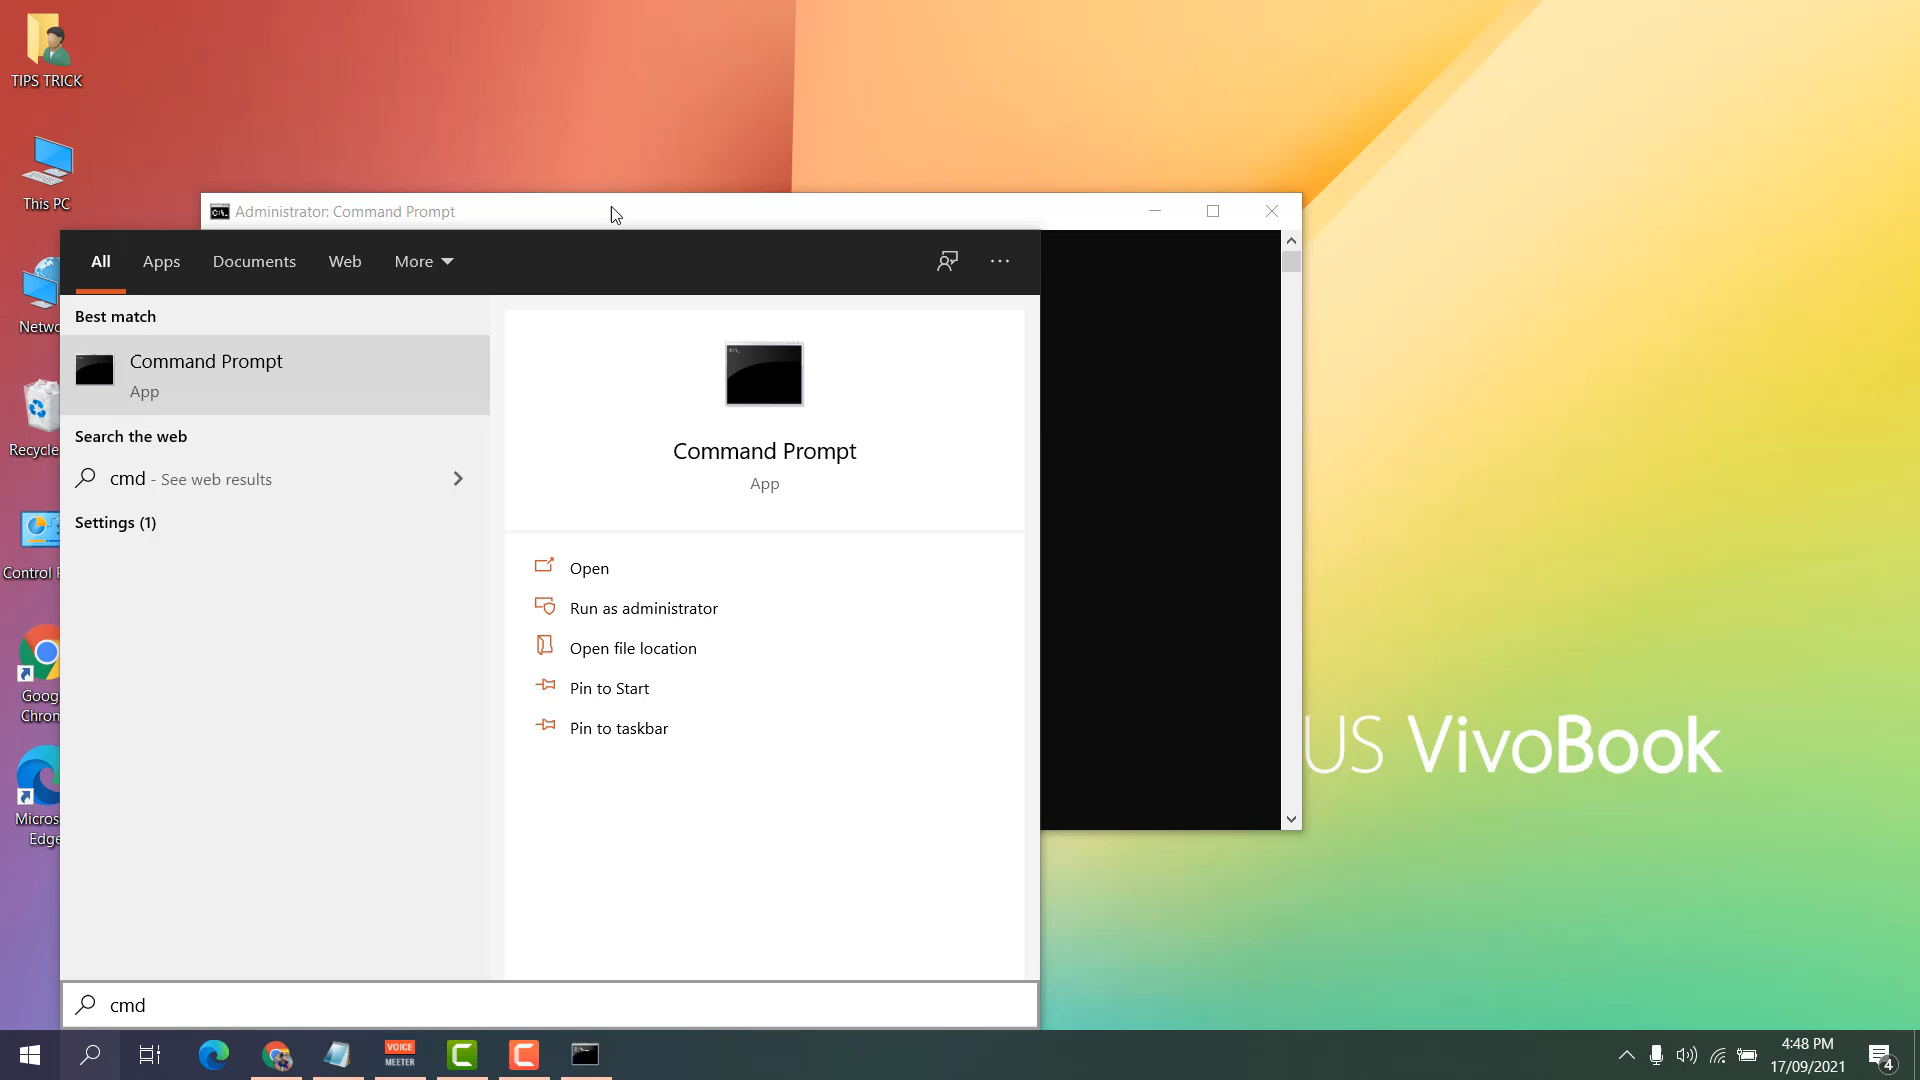 TIPS TRICK
This PC
Netwo
Recycle
Control P
Goog
Chrom
Micros
Edge
Administrator: Command Prompt
All
Apps
Documents
Web
More
Best match
Command Prompt
App
Search the web
cmd - See web results
Settings (1)
Command Prompt
App
Open
Run as administrator
Open file location
Pin to Start
Pin to taskbar
US VivoBook
cmd
VOICE
MEETER
4:48 PM
17/09/2021
4